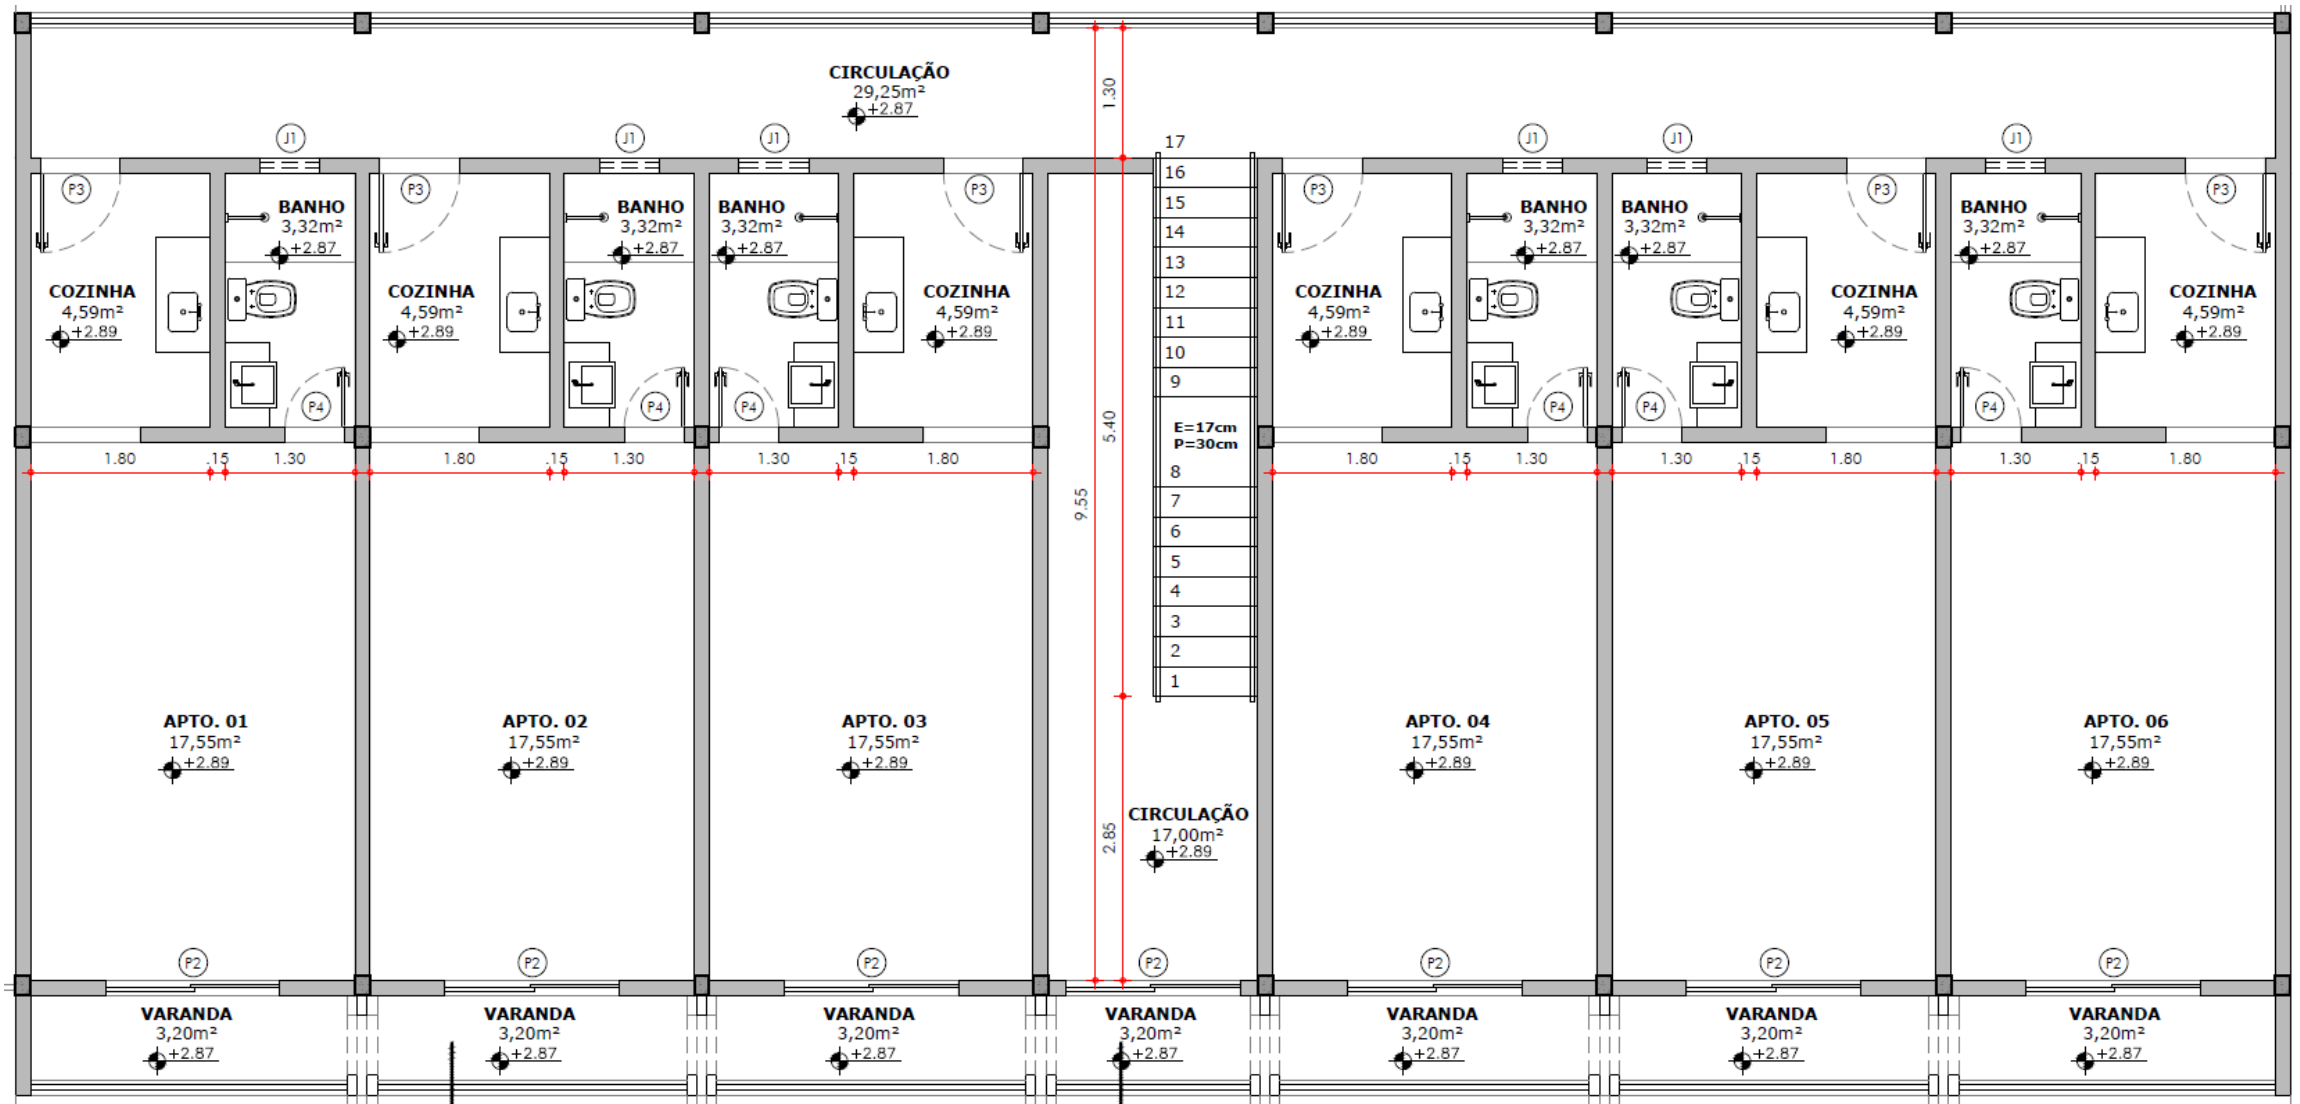 CIRCULAÇÃO
29,25m²
+2.87
1.30
J1
J1
J1
J1
J1
J1
17
16
15
14
13
12
11
10
9
E=17cm
P=30cm
8
7
6
5
4
3
2
1
P3
P3
P3
P3
P3
P3
BANHO
3,32m²
+2.87
BANHO
3,32m²
+2.87
BANHO
3,32m²
+2.87
BANHO
3,32m²
+2.87
BANHO
3,32m²
+2.87
BANHO
3,32m²
+2.87
COZINHA
4,59m²
+2.89
COZINHA
4,59m²
+2.89
COZINHA
4,59m²
+2.89
COZINHA
4,59m²
+2.89
COZINHA
4,59m²
+2.89
COZINHA
4,59m²
+2.89
P4
P4
P4
P4
P4
P4
5.40
1.80 .15 1.30
1.80 .15 1.30
1.30 .15 1.80
1.80 .15 1.30
1.30 .15 1.80
1.30 .15 1.80
9.55
APTO. 01
17,55m²
+2.89
APTO. 02
17,55m²
+2.89
APTO. 03
17,55m²
+2.89
APTO. 04
17,55m²
+2.89
APTO. 05
17,55m²
+2.89
APTO. 06
17,55m²
+2.89
2.85
CIRCULAÇÃO
17,00m²
+2.89
P2
P2
P2
P2
P2
P2
P2
VARANDA
3,20m²
+2.87
VARANDA
3,20m²
+2.87
VARANDA
3,20m²
+2.87
VARANDA
3,20m²
+2.87
VARANDA
3,20m²
+2.87
VARANDA
3,20m²
+2.87
VARANDA
3,20m²
+2.87